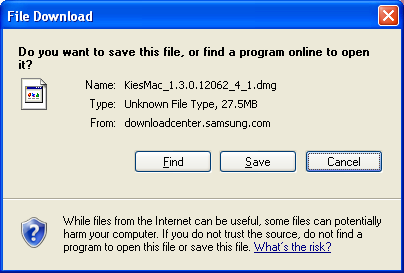 File Download
Do you want to save this file, or find a program online to open
it?
Name: KiesMac_1.3.0.12062_4_1.dmg
Type: Unknown File Type, 27.5MB
From: downloadcenter.samsung.com
Find Save Cancel
While files from the Internet can be useful, some files can potentially
harm your computer. If you do not trust the source, do not find a
program to open this file or save this file. What's the risk?